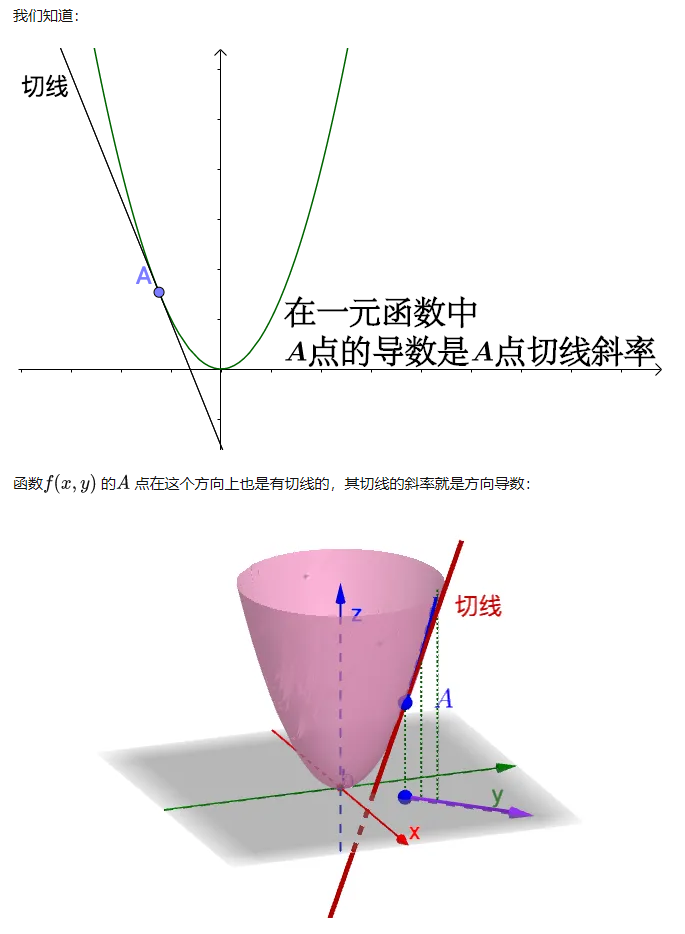 我们知道：
切线
A
在一元函数中
A点的导数是A点切线斜率
函数f(x, y) 的A 点在这个方向上也是有切线的，其切线的斜率就是方向导数：
切线
z
A
y
x